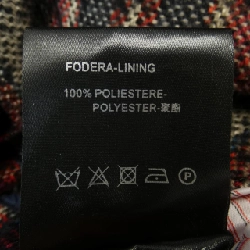 FODERA-LINING
100% POLIESTERE-
POLYESTER-聚酯
P